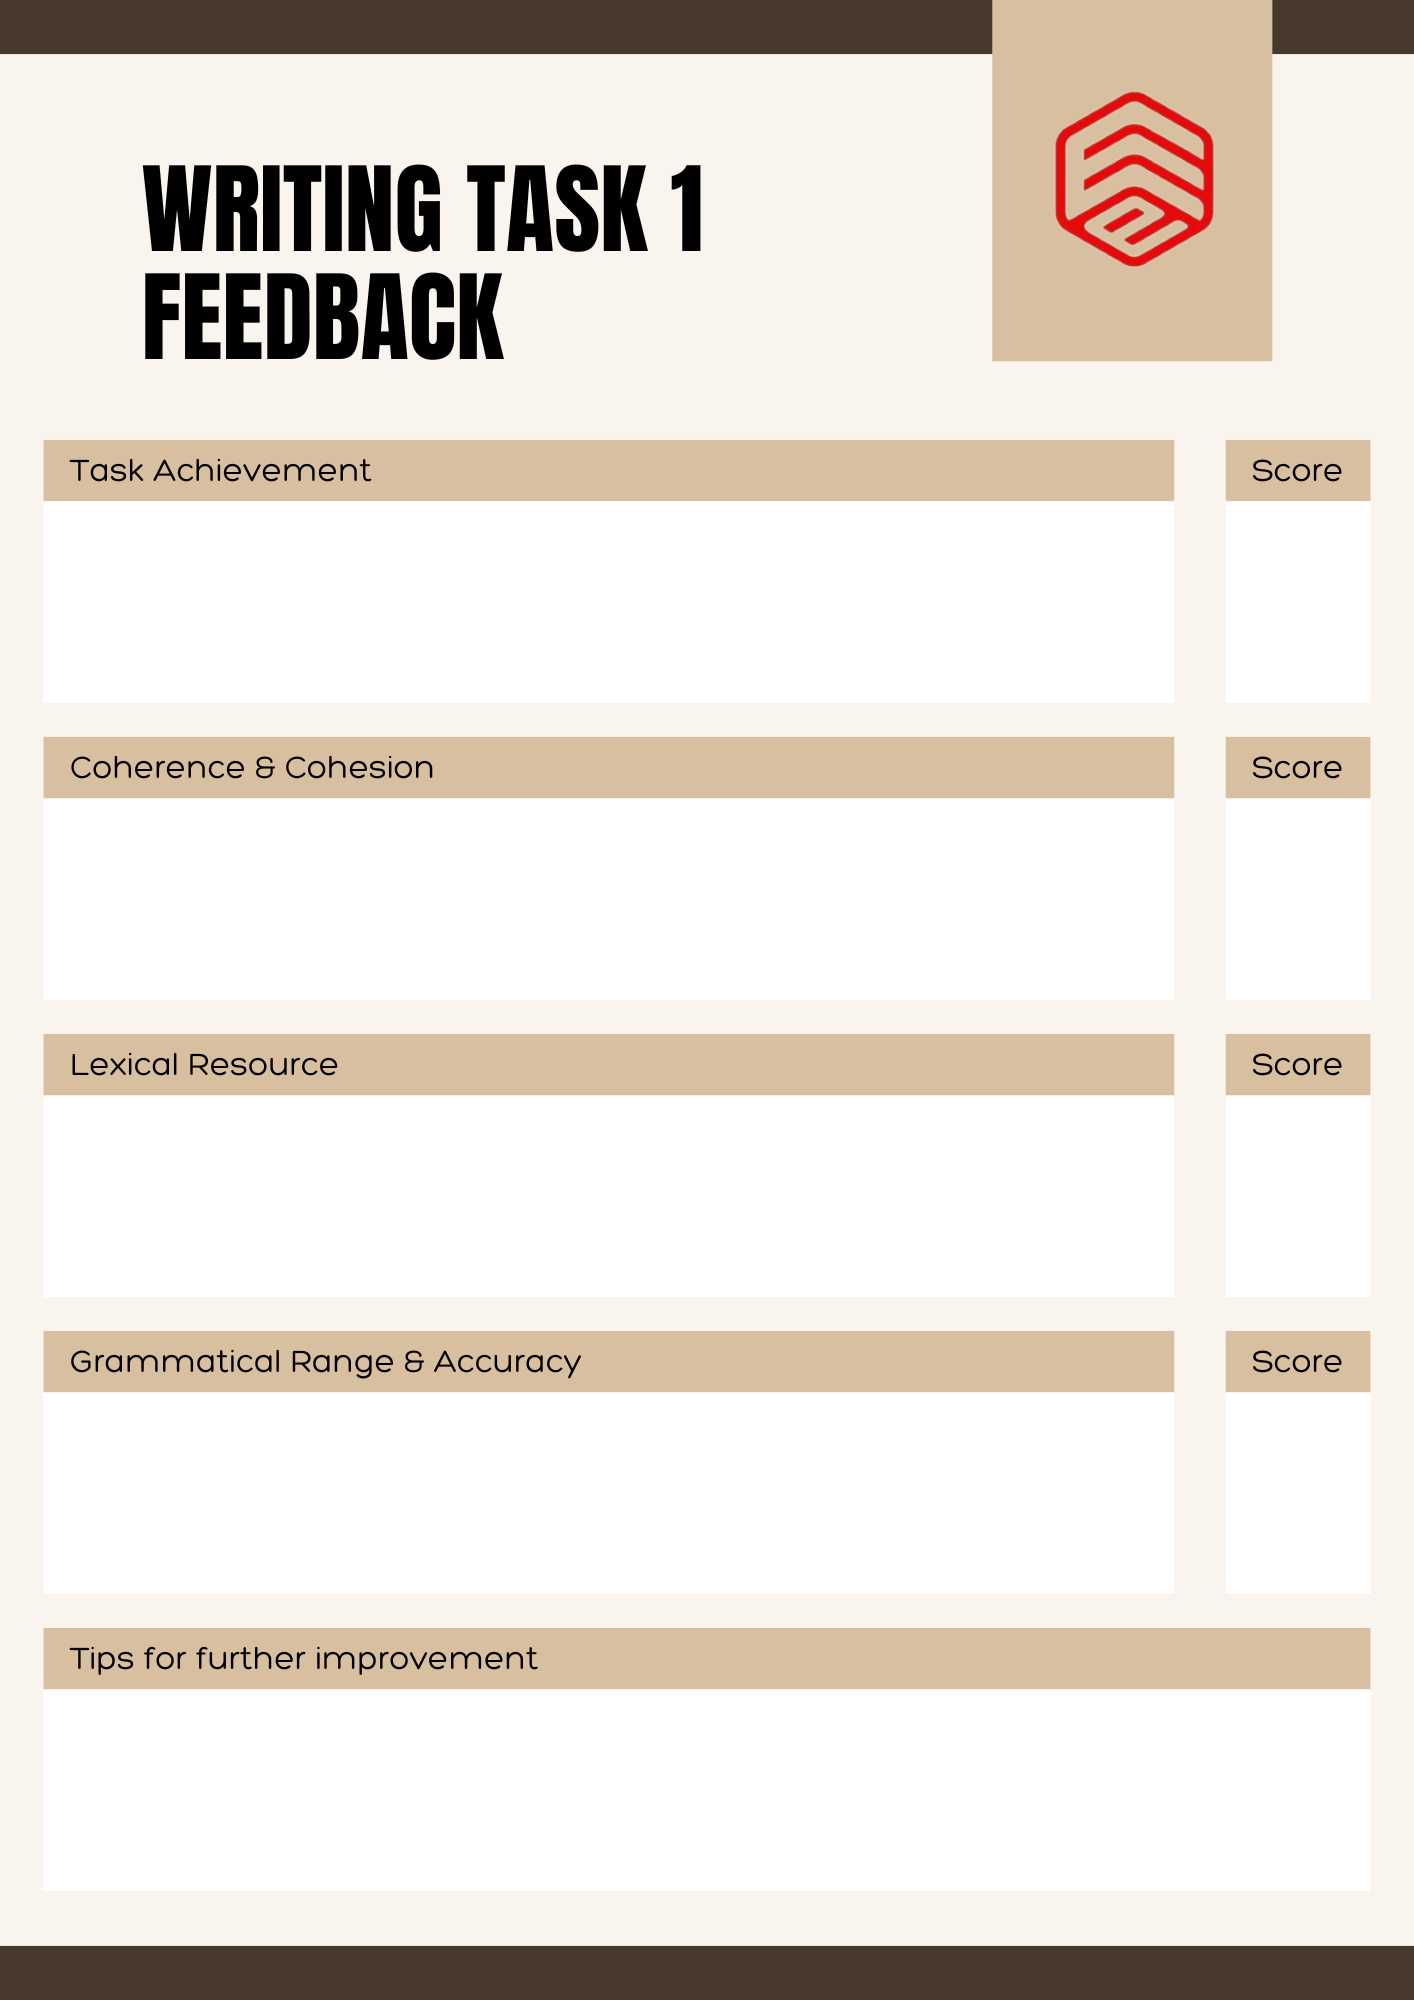 WRITING TASK 1
FEEDBACK
Task Achievement
Score
Coherence & Cohesion
Score
Lexical Resource
Score
Grammatical Range & Accuracy
Score
Tips for further improvement